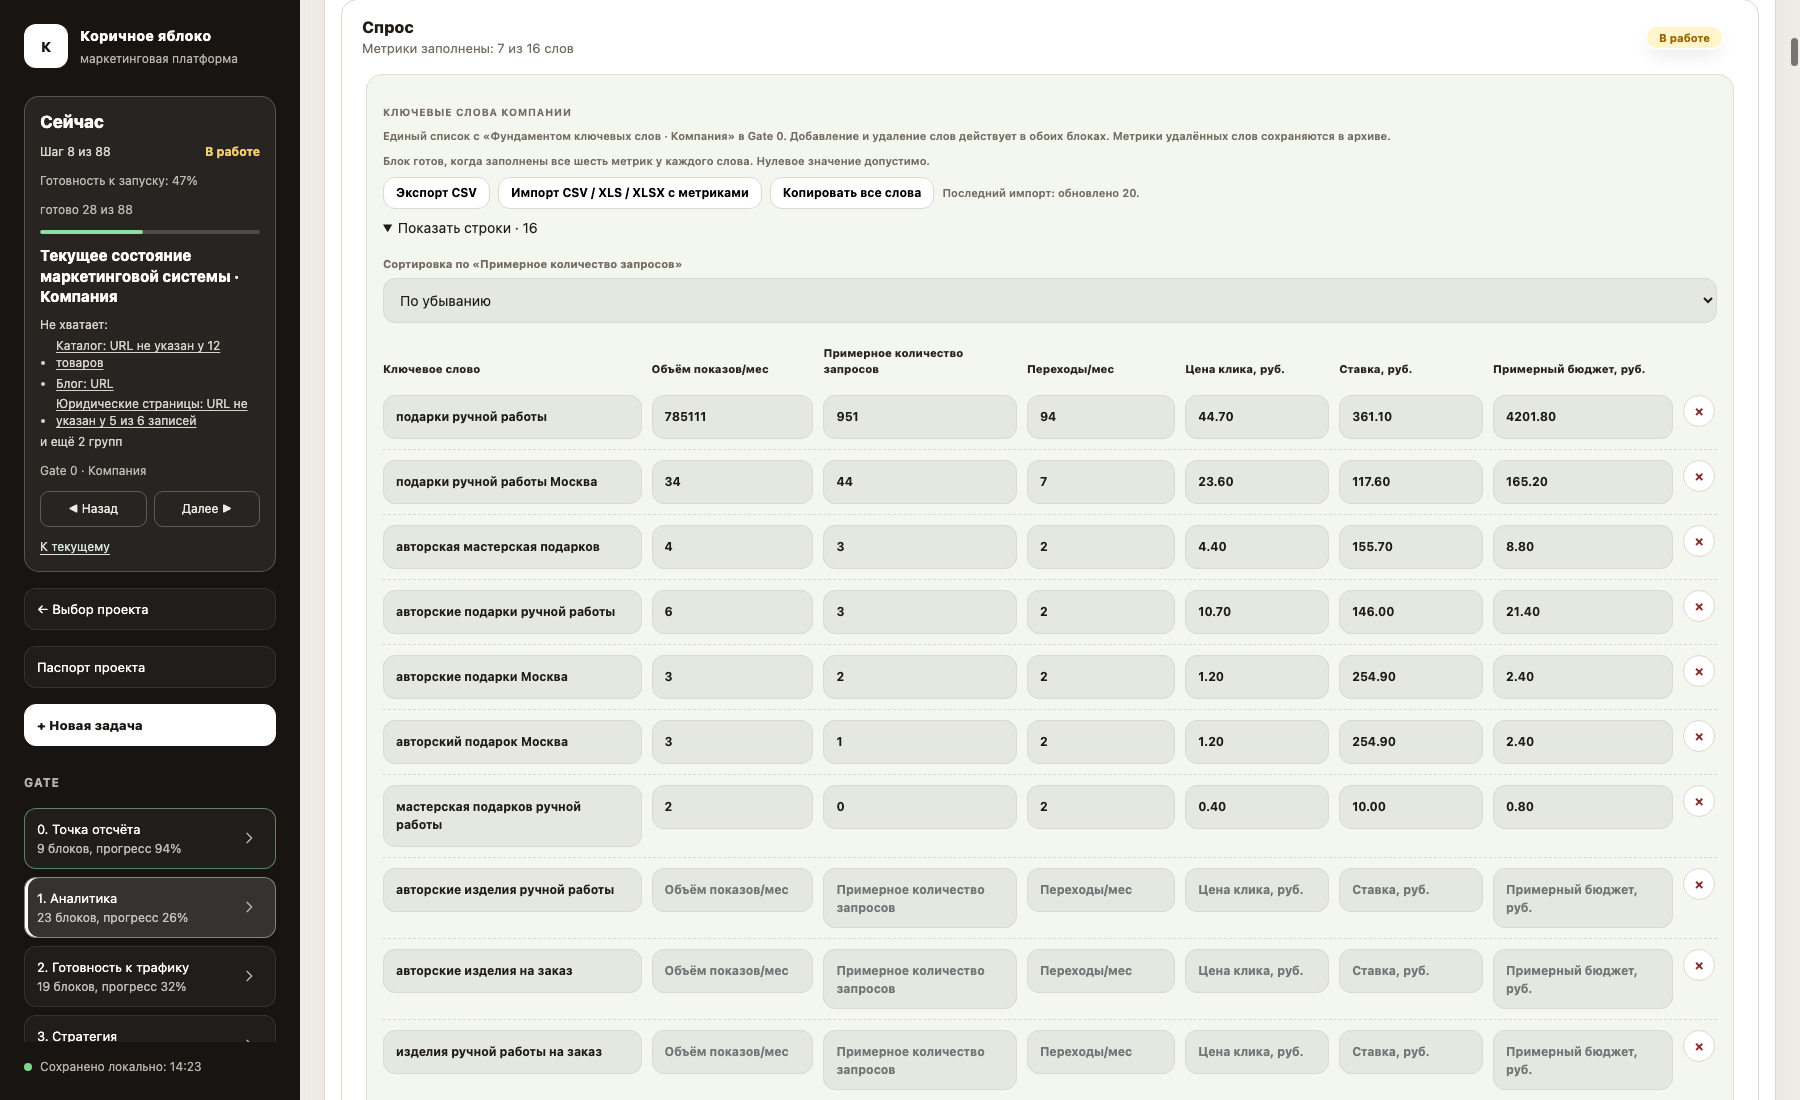 К
Коричное яблоко
маркетинговая платформа
Сейчас
Шаг 8 из 88
В работе
Готовность к запуску: 47%
готово 28 из 88
Текущее состояние
маркетинговой системы ·
Компания
Не хватает:
• Каталог: URL не указан у 12
товаров
• Блог: URL
• Юридические страницы: URL не
указан у 5 из 6 записей
и ещё 2 групп
Gate 0 · Компания
◀ Назад
Далее ▶
К текущему
← Выбор проекта
Паспорт проекта
+ Новая задача
GATE
0. Точка отсчёта
9 блоков, прогресс 94%
1. Аналитика
23 блоков, прогресс 26%
2. Готовность к трафику
19 блоков, прогресс 32%
3. Стратегия
Сохранено локально: 14:23
Спрос
Метрики заполнены: 7 из 16 слов
В работе
КЛЮЧЕВЫЕ СЛОВА КОМПАНИИ
Единый список с «Фундаментом ключевых слов · Компания» в Gate 0. Добавление и удаление слов действует в обоих блоках. Метрики удалённых слов сохраняются в архиве.
Блок готов, когда заполнены все шесть метрик у каждого слова. Нулевое значение допустимо.
Экспорт CSV
Импорт CSV / XLS / XLSX с метриками
Копировать все слова
Последний импорт: обновлено 20.
▼ Показать строки · 16
Сортировка по «Примерное количество запросов»
По убыванию
Ключевое слово
Объём показов/мес
Примерное количество
запросов
Переходы/мес
Цена клика, руб.
Ставка, руб.
Примерный бюджет, руб.
подарки ручной работы
785111
951
94
44.70
361.10
4201.80
×
подарки ручной работы Москва
34
44
7
23.60
117.60
165.20
×
авторская мастерская подарков
4
3
2
4.40
155.70
8.80
×
авторские подарки ручной работы
6
3
2
10.70
146.00
21.40
×
авторские подарки Москва
3
2
2
1.20
254.90
2.40
×
авторский подарок Москва
3
1
2
1.20
254.90
2.40
×
мастерская подарков ручной
работы
2
0
2
0.40
10.00
0.80
×
авторские изделия ручной работы
Объём показов/мес
Примерное количество
запросов
Переходы/мес
Цена клика, руб.
Ставка, руб.
Примерный бюджет,
руб.
×
авторские изделия на заказ
Объём показов/мес
Примерное количество
запросов
Переходы/мес
Цена клика, руб.
Ставка, руб.
Примерный бюджет,
руб.
×
изделия ручной работы на заказ
Объём показов/мес
Примерное количество
запросов
Переходы/мес
Цена клика, руб.
Ставка, руб.
Примерный бюджет,
руб.
×